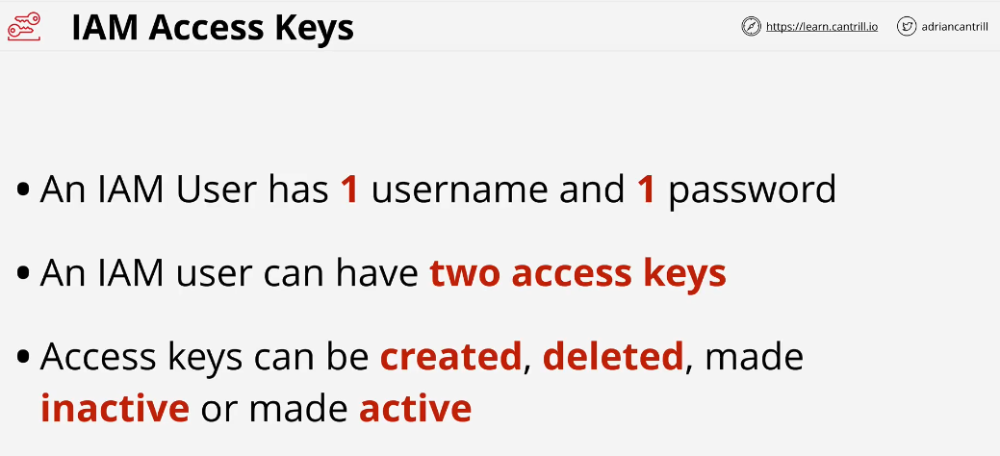 IAM Access Keys
https://learn.cantrill.io
adriancantrill
• An IAM User has 1 username and 1 password
• An IAM user can have two access keys
• Access keys can be created, deleted, made
inactive or made active